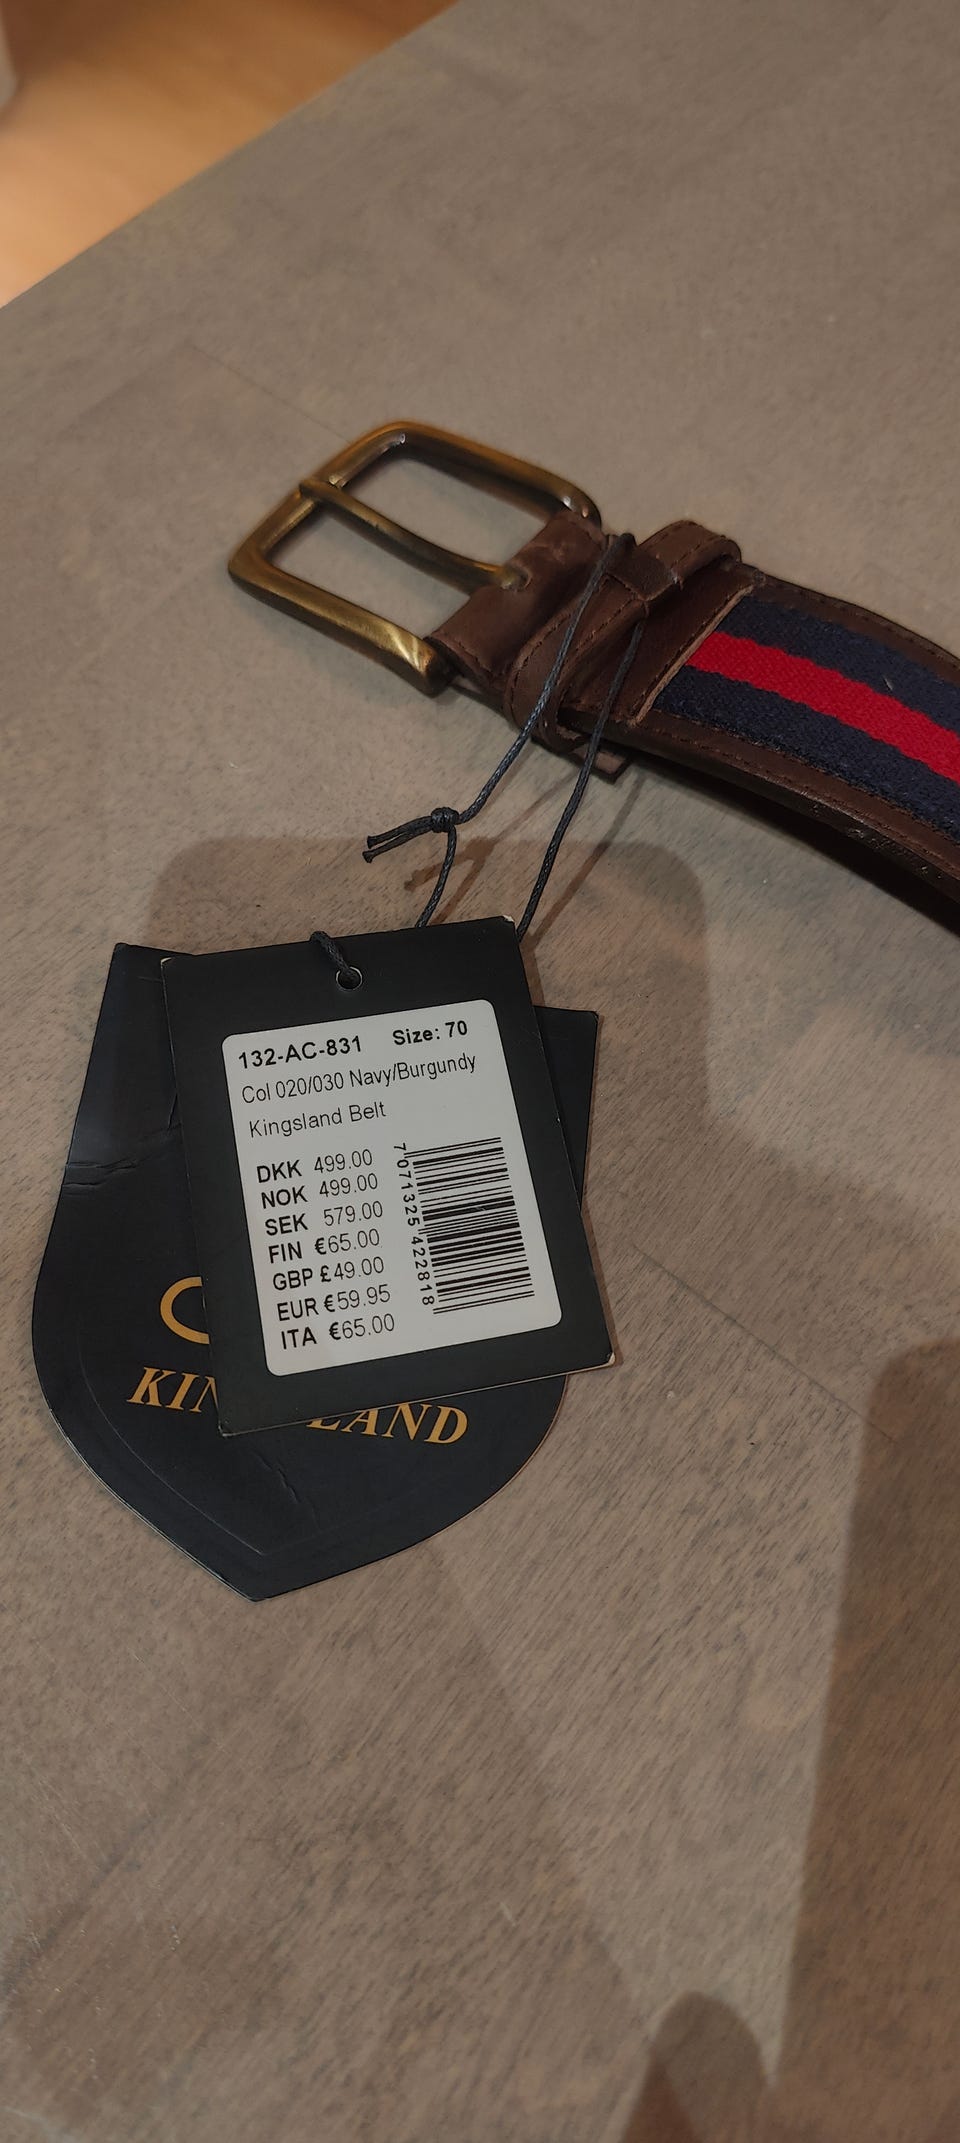 132-AC-831 Size: 70
Col 020/030 Navy/Burgundy
Kingsland Belt
DKK 499.00
NOK 499.00
SEK 579.00
FIN €65.00
GBP £49.00
EUR €59.95
ITA €65.00
7 071325 422818